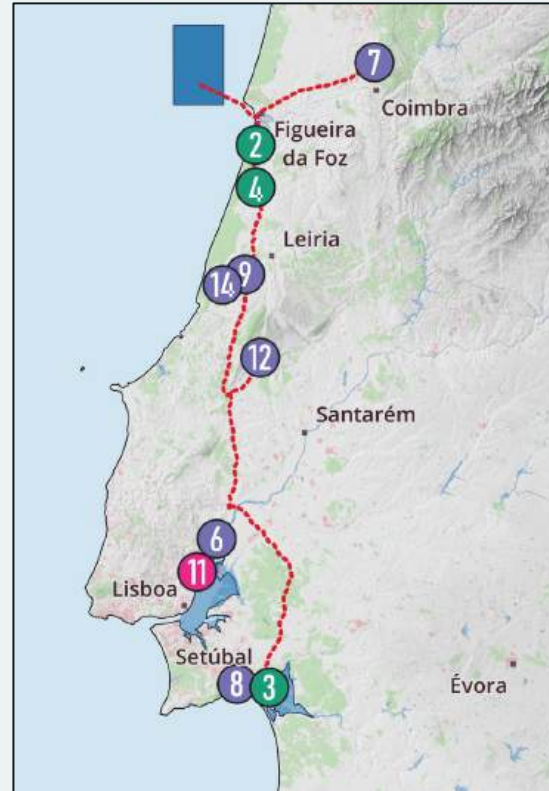 7
Coimbra
2
Figueira
da Foz
4
Leiria
14
9
12
Santarém
6
11
Lisboa
Setúbal
8
3
Évora